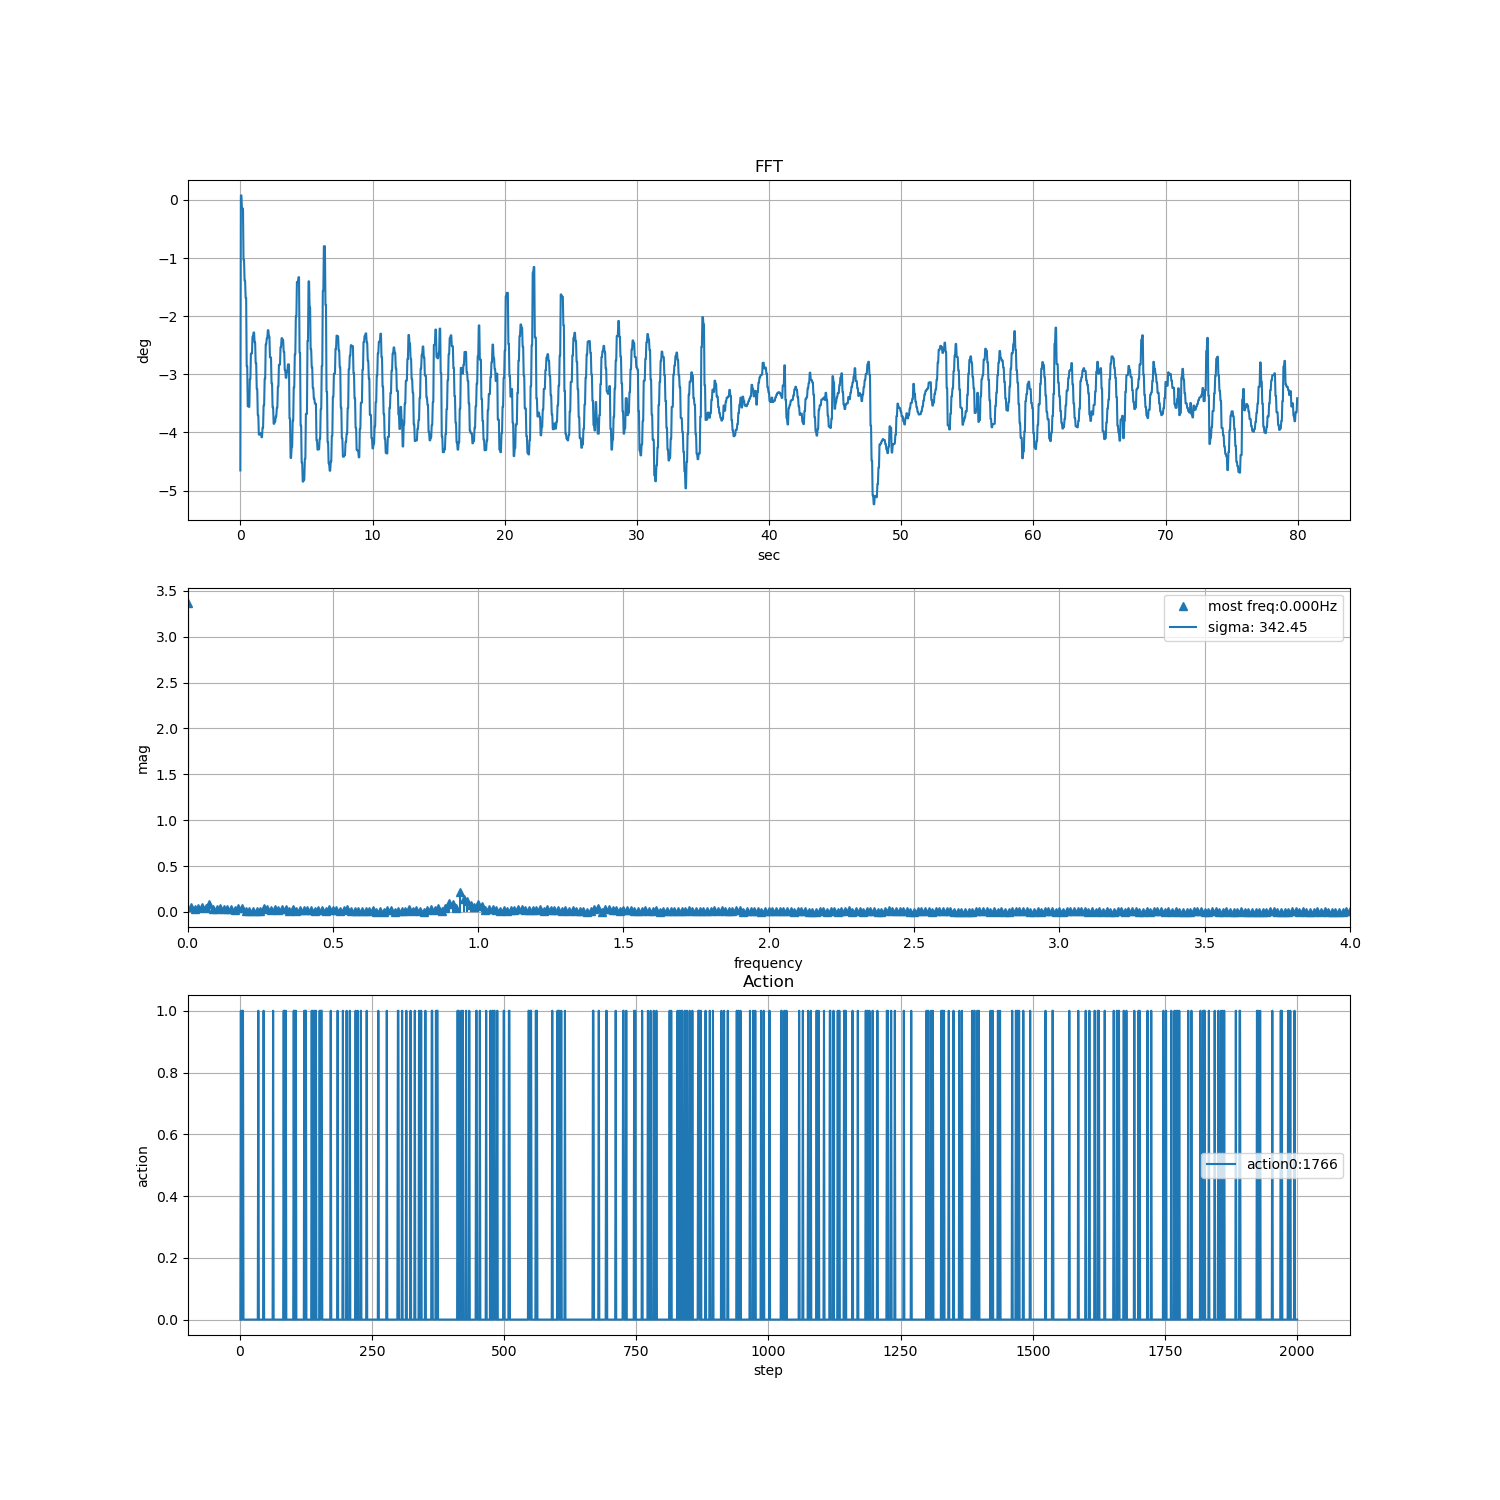 FFT
0
−1
−2
−3
−4
−5
deg
0 10 20 30 40 50 60 70 80
sec
3.5
3.0
2.5
2.0
1.5
1.0
0.5
0.0
mag
most freq:0.000Hz
sigma: 342.45
0.0 0.5 1.0 1.5 2.0 2.5 3.0 3.5 4.0
frequency
Action
1.0
0.8
0.6
0.4
0.2
0.0
action
action0:1766
0 250 500 750 1000 1250 1500 1750 2000
step